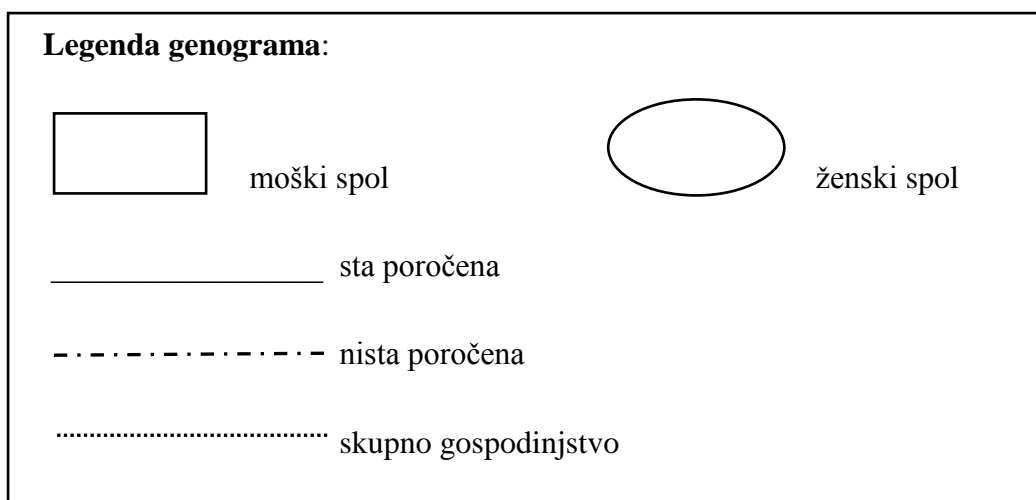 Legenda genograma:
moški spol
ženski spol
sta poročena
nista poročena
skupno gospodinjstvo